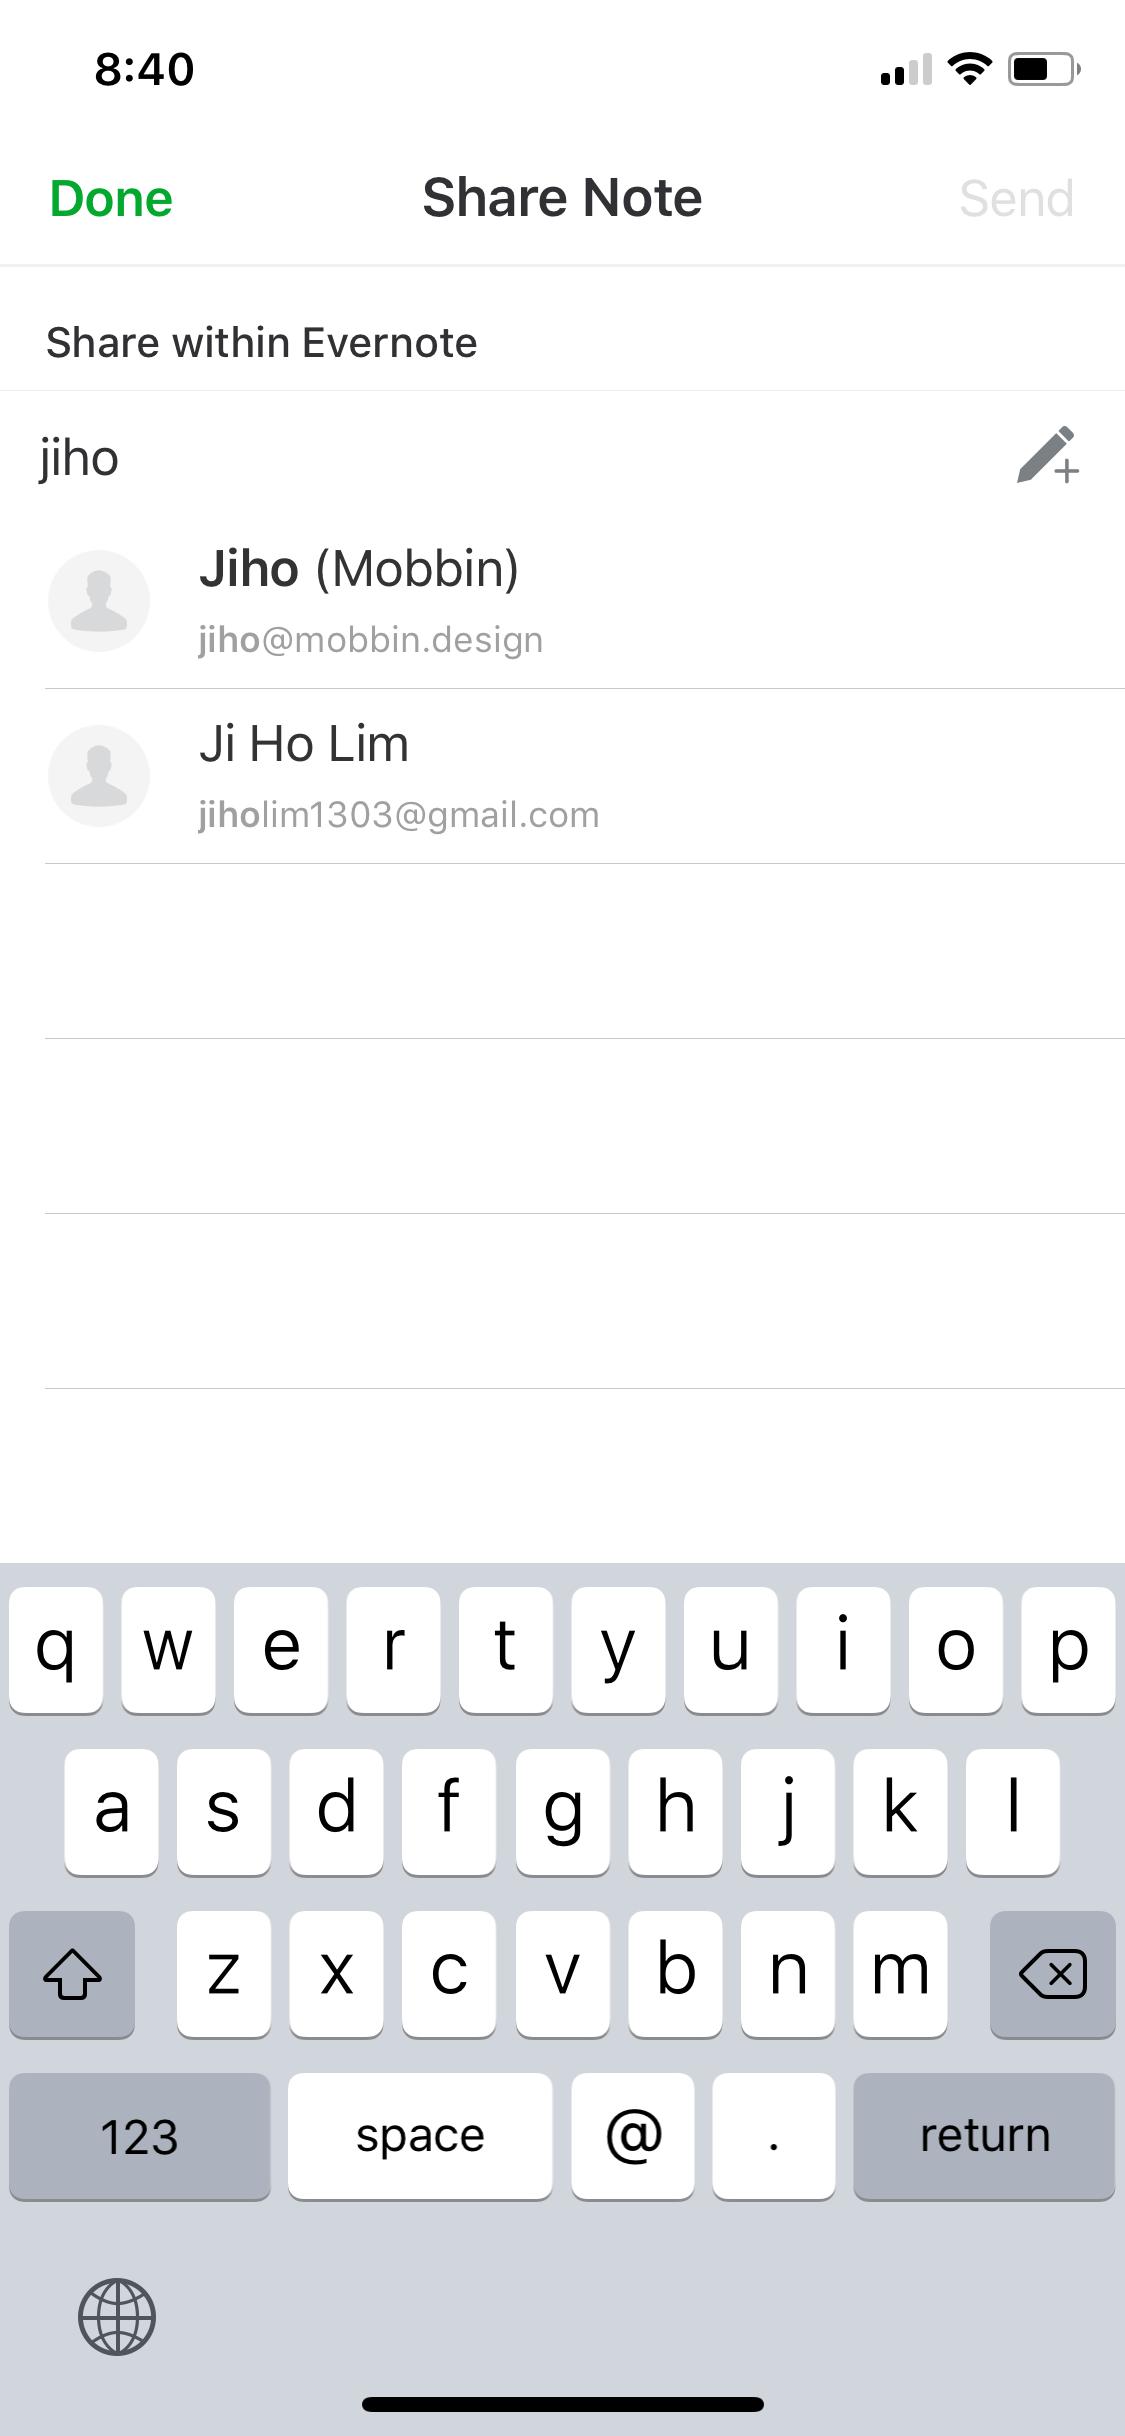 8:40
Done Share Note Send
Share within Evernote
jiho
Jiho (Mobbin)
jiho@mobbin.design
Ji Ho Lim
jiholim1303@gmail.com
q w e r t y u i o p
a s d f g h j k l
z x c v b n m
123 space @ . return